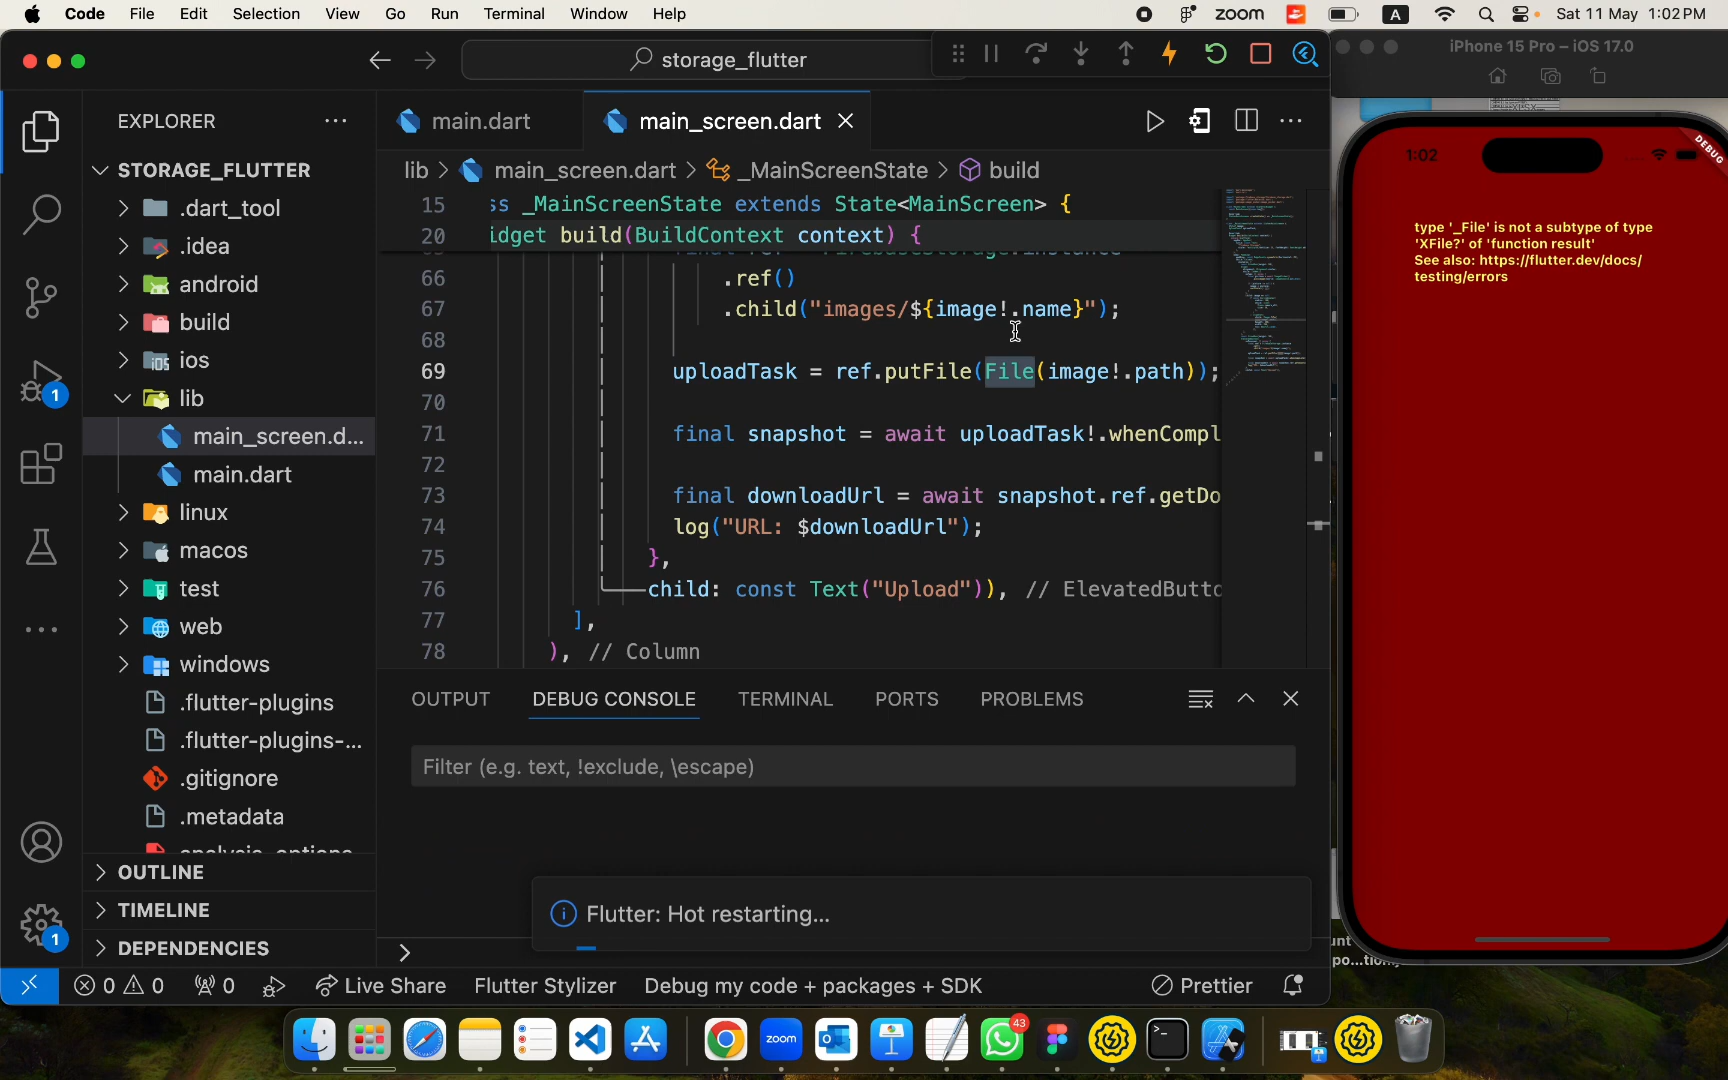 Code File Edit Selection View Go Run Terminal Window Help
zoom A Sat 11 May 1:02 PM
storage_flutter
iPhone 15 Pro – iOS 17.0
EXPLORER
main.dart
main_screen.dart
lib > main_screen.dart > _MainScreenState > build
STORAGE_FLUTTER
.dart_tool
.idea
android
build
ios
lib
main_screen.d...
main.dart
linux
macos
test
web
windows
.flutter-plugins
.flutter-plugins-...
.gitignore
.metadata
OUTLINE
TIMELINE
DEPENDENCIES
1
1
15 ss _MainScreenState extends State<MainScreen> {
20 idget build(BuildContext context) {
66 .ref()
67 .child("images/${image!.name}");
68
69 uploadTask = ref.putFile(File(image!.path));
70
71 final snapshot = await uploadTask!.whenCompl
72
73 final downloadUrl = await snapshot.ref.getDo
74 log("URL: $downloadUrl");
75 },
76 child: const Text("Upload")), // ElevatedButto
77 ],
78 ), // Column
OUTPUT DEBUG CONSOLE TERMINAL PORTS PROBLEMS
Filter (e.g. text, !exclude, \escape)
Flutter: Hot restarting...
0 0 0 Live Share Flutter Stylizer Debug my code + packages + SDK Prettier
1:02
DEBUG
type '_File' is not a subtype of type
'XFile?' of 'function result'
See also: https://flutter.dev/docs/
testing/errors
zoom
43